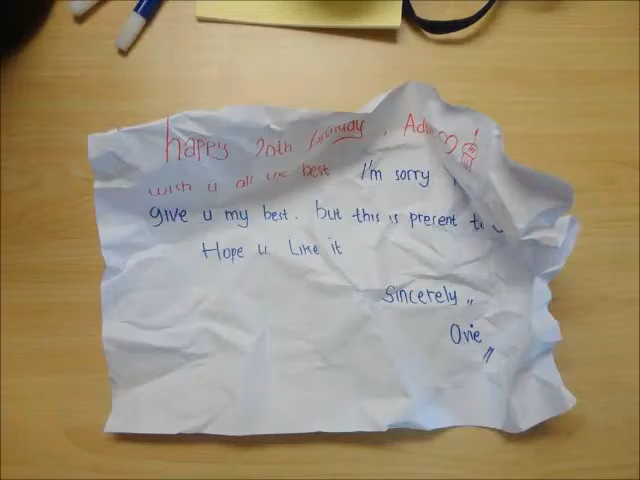 happy 20th birthday, Ad
wish u all the best I'm sorry
give u my best. but this is present to
Hope u Like it
Sincerely,,
Ovie